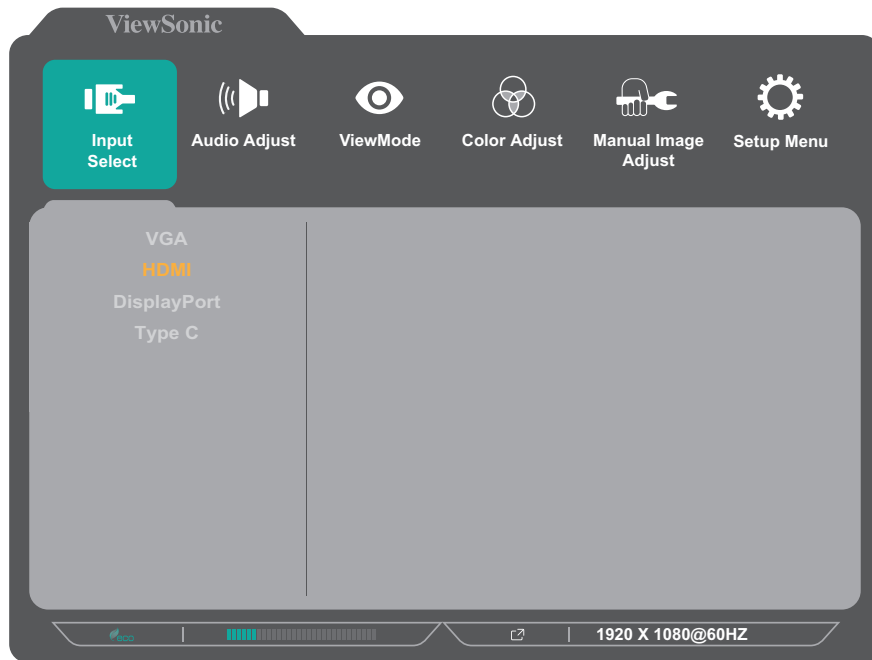 ViewSonic
Input
Select
Audio Adjust
ViewMode
Color Adjust
Manual Image
Adjust
Setup Menu
VGA
HDMI
DisplayPort
Type C
eco
1920 X 1080@60HZ